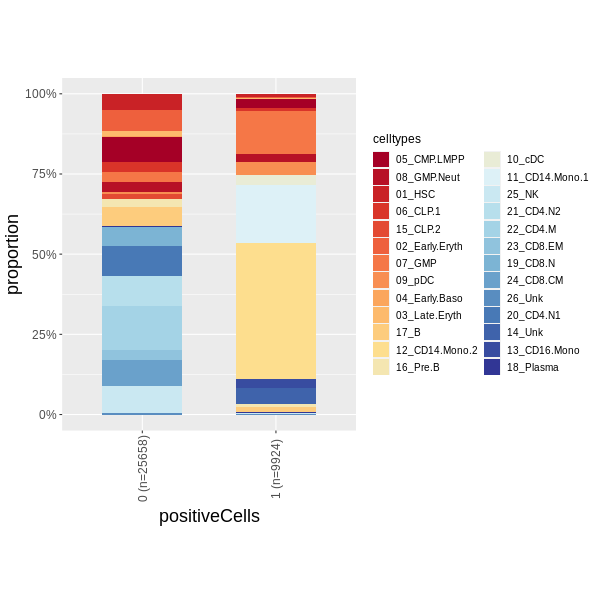 100%
75%
50%
25%
0%
proportion
0 (n=25658)
1 (n=9924)
positiveCells
celltypes
05_CMP.LMPP
08_GMP.Neut
01_HSC
06_CLP.1
15_CLP.2
02_Early.Eryth
07_GMP
09_pDC
04_Early.Baso
03_Late.Eryth
17_B
12_CD14.Mono.2
16_Pre.B
10_cDC
11_CD14.Mono.1
25_NK
21_CD4.N2
22_CD4.M
23_CD8.EM
19_CD8.N
24_CD8.CM
26_Unk
20_CD4.N1
14_Unk
13_CD16.Mono
18_Plasma